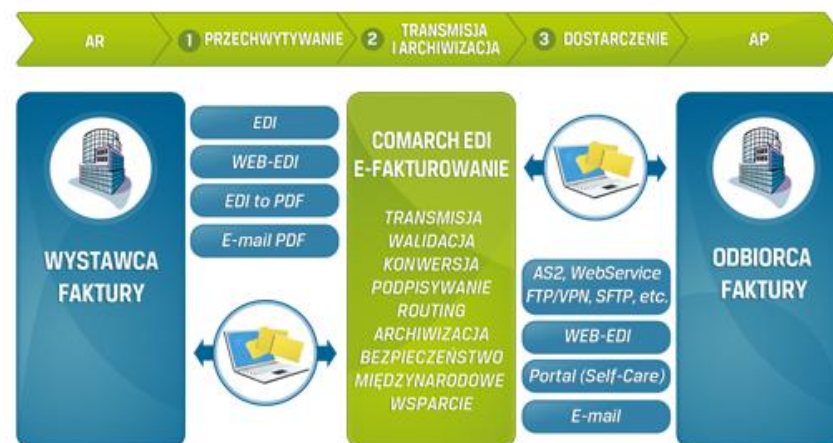 AR
1 PRZECHWYTYWANIE
2 TRANSMISJA
I ARCHIWIZACJA
3 DOSTARCZENIE
AP
WYSTAWCA
FAKTURY
EDI
WEB-EDI
EDI to PDF
E-mail PDF
COMARCH EDI
E-FAKTUROWANIE
TRANSMISJA
WALIDACJA
KONWERSJA
PODPISYWANIE
ROUTING
ARCHIWIZACJA
BEZPIECZEŃSTWO
MIĘDZYNARODOWE
WSPARCIE
AS2, WebService
FTP/VPN, SFTP, etc.
WEB-EDI
Portal (Self-Care)
E-mail
ODBIORCA
FAKTURY